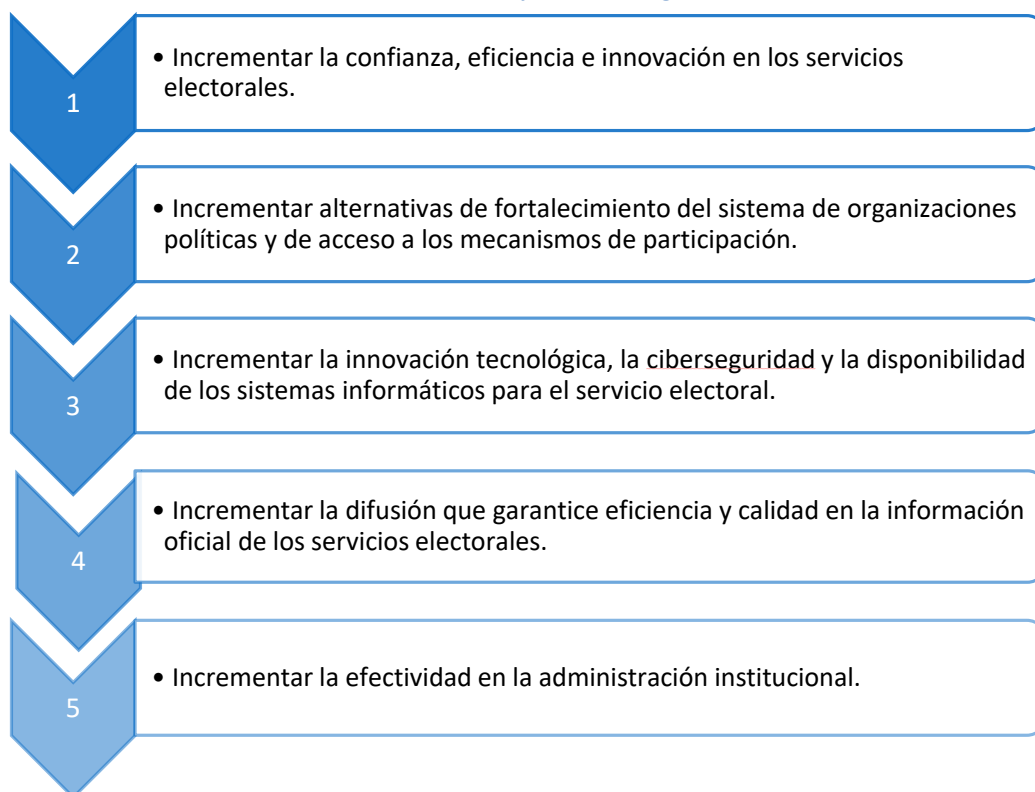 1
• Incrementar la confianza, eficiencia e innovación en los servicios
electorales.
2
• Incrementar alternativas de fortalecimiento del sistema de organizaciones
políticas y de acceso a los mecanismos de participación.
3
• Incrementar la innovación tecnológica, la ciberseguridad y la disponibilidad
de los sistemas informáticos para el servicio electoral.
4
• Incrementar la difusión que garantice eficiencia y calidad en la información
oficial de los servicios electorales.
5
• Incrementar la efectividad en la administración institucional.